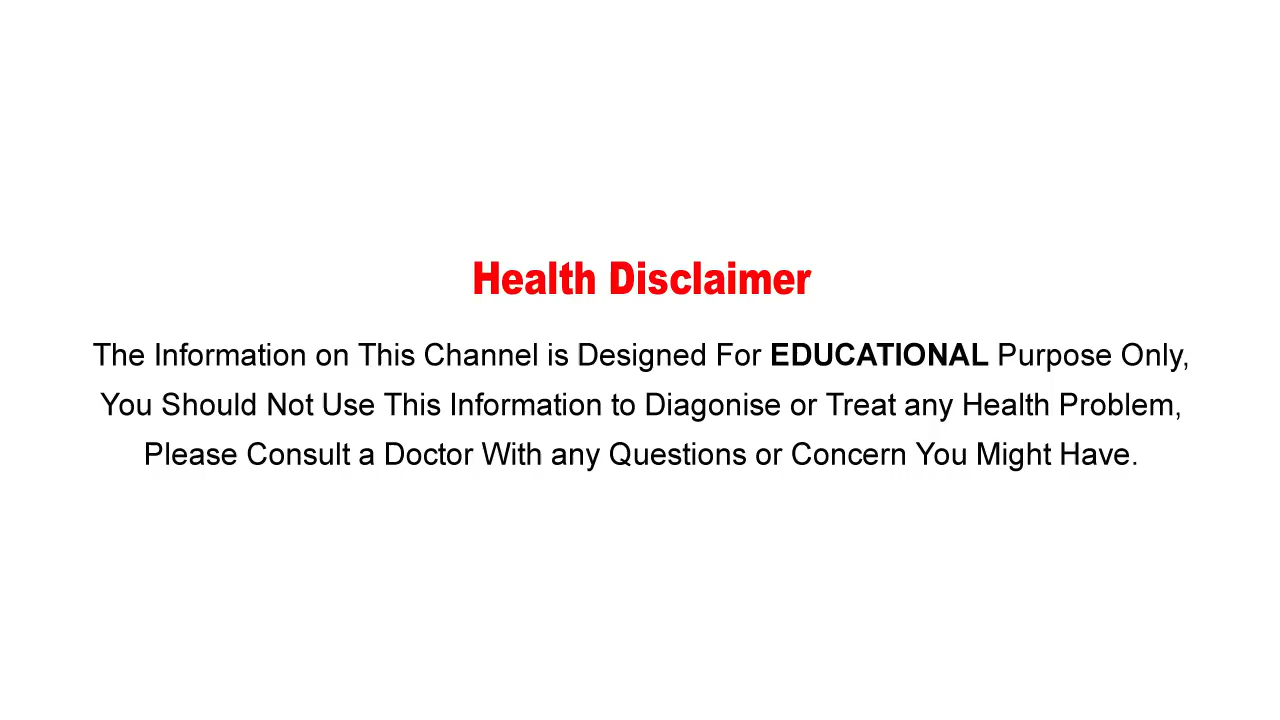 Health Disclaimer
The Information on This Channel is Designed For EDUCATIONAL Purpose Only,
You Should Not Use This Information to Diagonise or Treat any Health Problem,
Please Consult a Doctor With any Questions or Concern You Might Have.